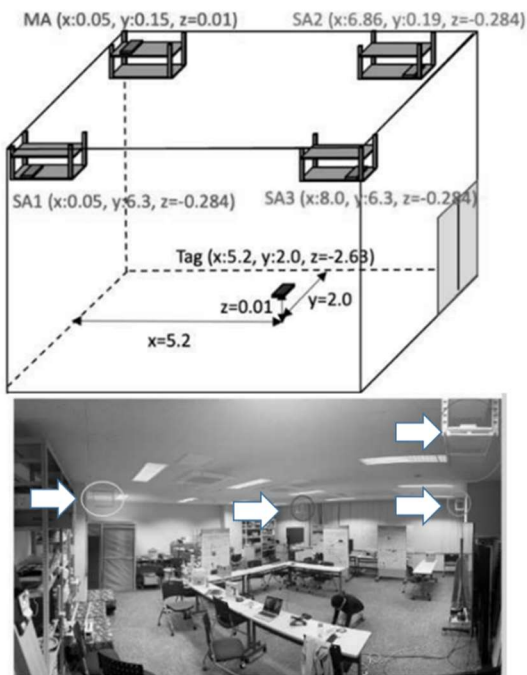 MA (x:0.05, y:0.15, z=0.01)
SA2 (x:6.86, y:0.19, z=-0.284)
SA1 (x:0.05, y:6.3, z=-0.284)
SA3 (x:8.0, y:6.3, z=-0.284)
Tag (x:5.2, y:2.0, z=-2.63)
z=0.01
y=2.0
x=5.2